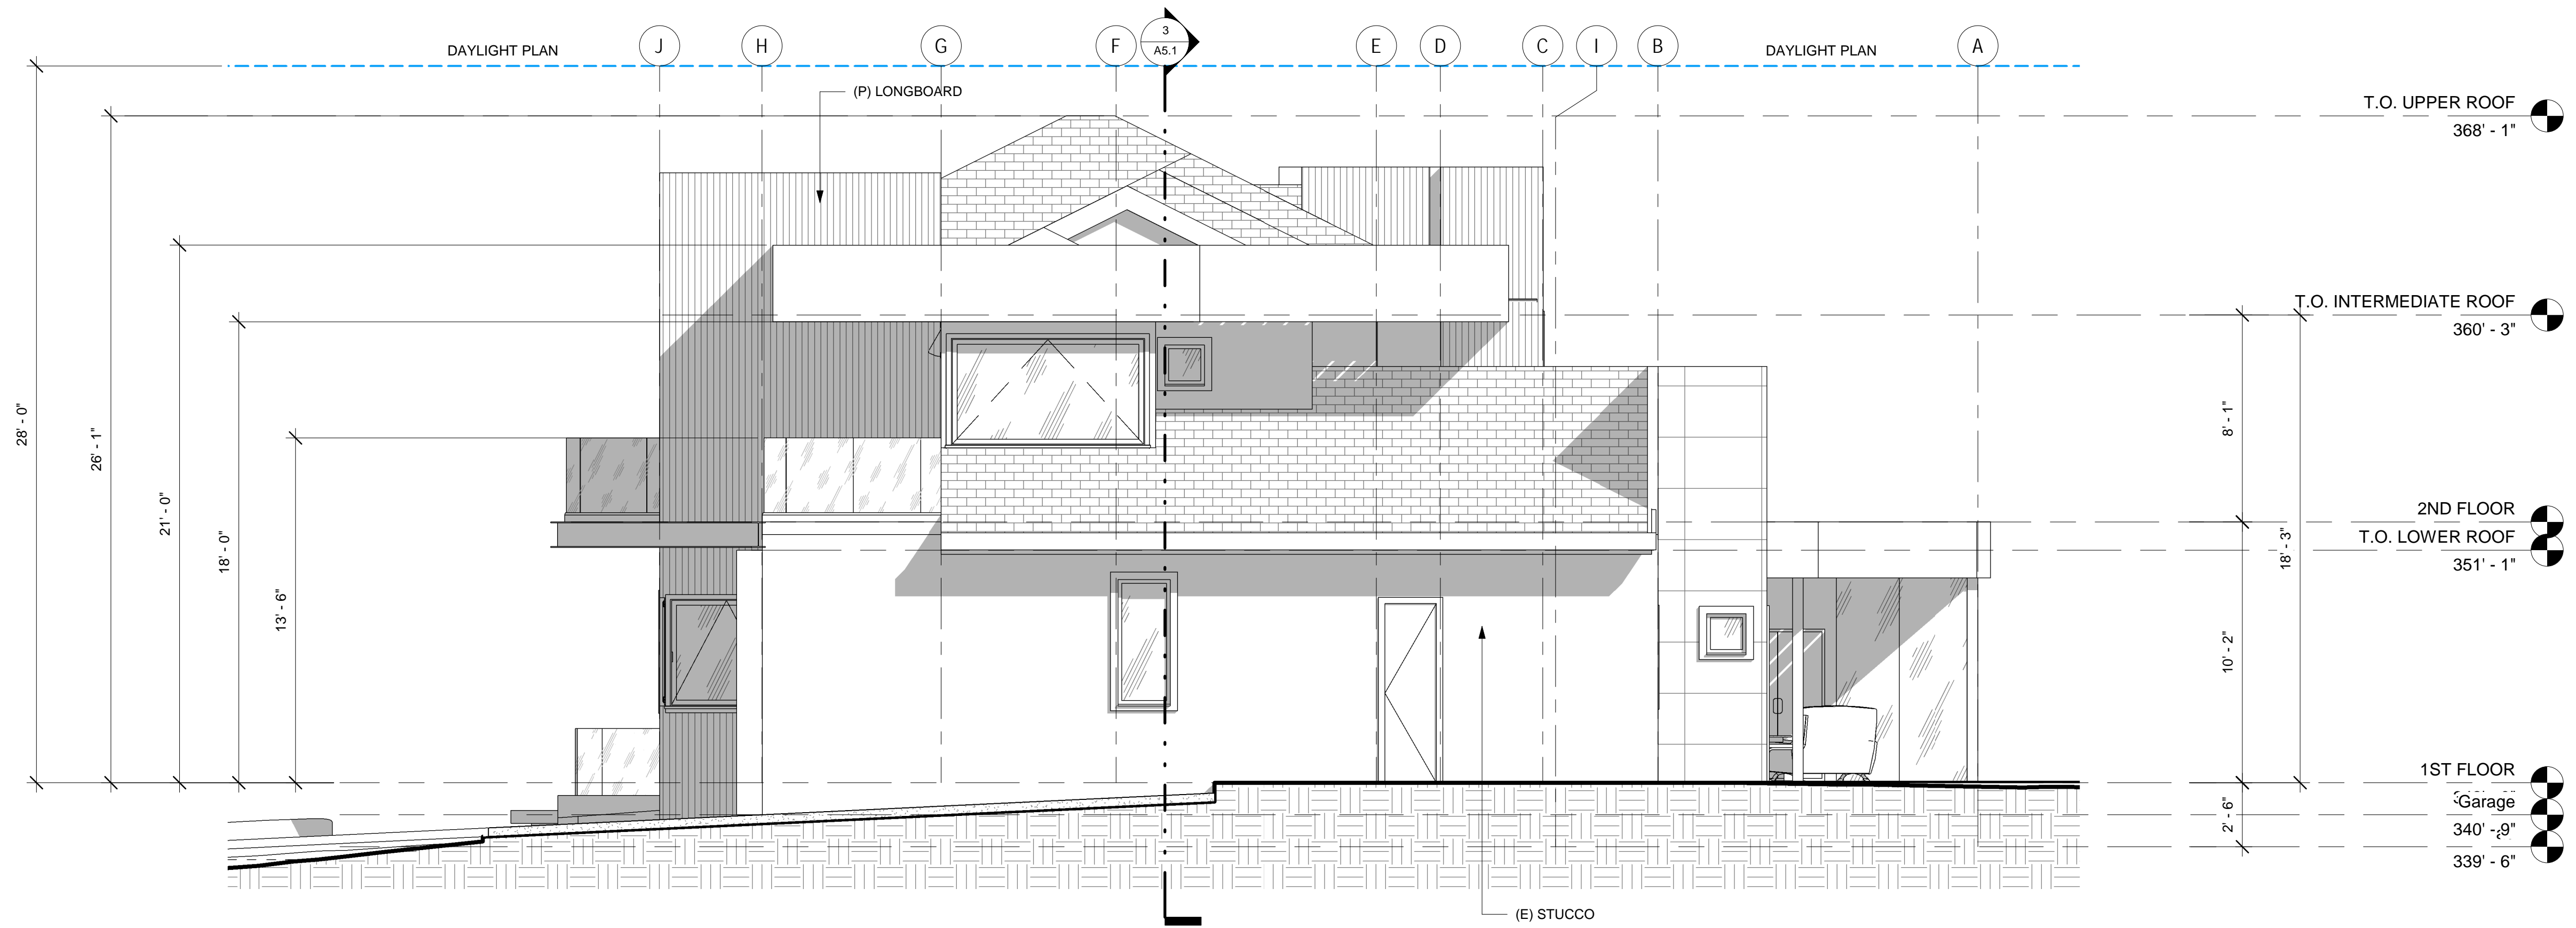 DAYLIGHT PLAN
J
H
G
F
3
A5.1
E
D
C
I
B
DAYLIGHT PLAN
A
(P) LONGBOARD
T.O. UPPER ROOF
368' - 1"
T.O. INTERMEDIATE ROOF
360' - 3"
2ND FLOOR
T.O. LOWER ROOF
351' - 1"
1ST FLOOR
Garage
340' - 9"
339' - 6"
28' - 0"
26' - 1"
21' - 0"
18' - 0"
13' - 6"
8' - 1"
10' - 2"
2' - 6"
18' - 3"
(E) STUCCO